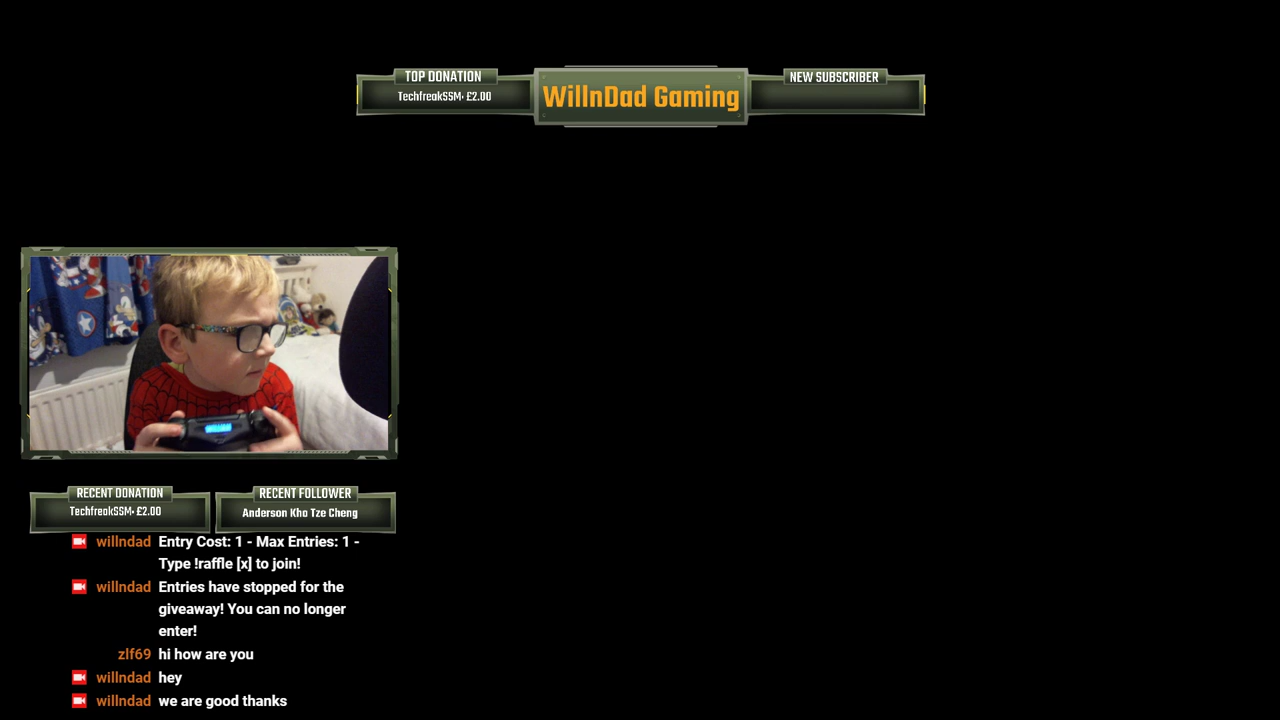 TOP DONATION
TechfreakSSM: £2.00
WillnDad Gaming
NEW SUBSCRIBER
RECENT DONATION
TechfreakSSM: £2.00
RECENT FOLLOWER
Anderson Kho Tze Cheng
willndad Entry Cost: 1 - Max Entries: 1 -
Type !raffle [x] to join!
willndad Entries have stopped for the
giveaway! You can no longer
enter!
zlf69 hi how are you
willndad hey
willndad we are good thanks